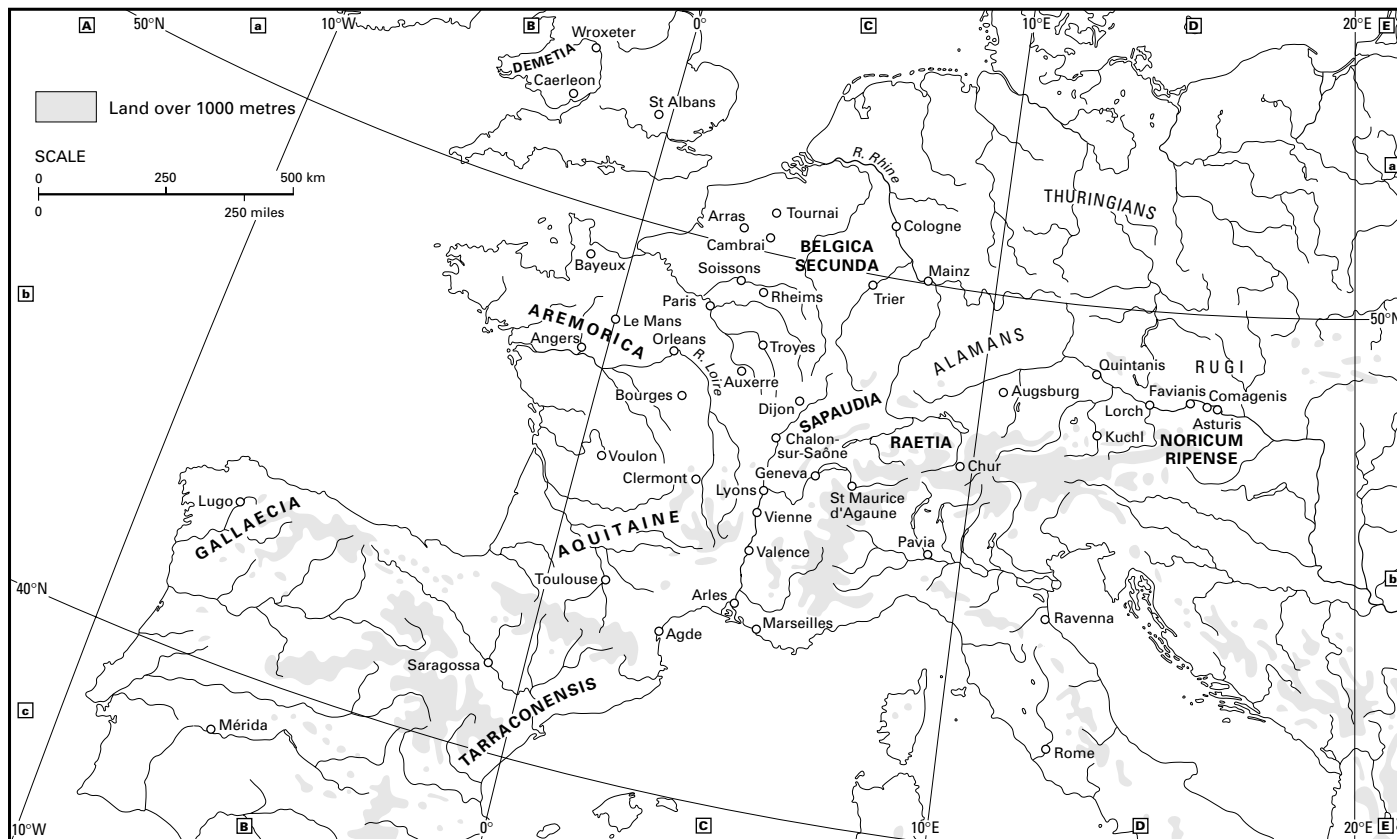 A
50°N
a
10°W
B
0°
C
10°E
D
20°E
E
Wroxeter
DEMETIA
Caerleon
St Albans
Land over 1000 metres
SCALE
0 250 500 km
0 250 miles
R. Rhine
a
THURINGIANS
Arras
Tournai
Cambrai
Cologne
BELGICA
SECUNDA
Bayeux
Soissons
Mainz
b
Rheims
Trier
Paris
50°N
AREMORICA
Le Mans
Angers
Orleans
R. Loire
Troyes
ALAMANS
Quintanis
RUGI
Auxerre
Bourges
Augsburg
Favianis
Comagenis
Dijon
SAPAUDIA
Lorch
Asturis
Chalon-
sur-Saône
RAETIA
Kuchl
NORICUM
RIPENSE
Voulon
Clermont
Geneva
Chur
Lyons
St Maurice
d'Agaune
Lugo
GALLAECIA
Vienne
AQUITAINE
Valence
Pavia
40°N
Toulouse
b
Arles
Marseilles
Ravenna
Agde
Saragossa
TARRACONENSIS
c
Mérida
Rome
10°W
B
0°
C
10°E
D
20°E
E